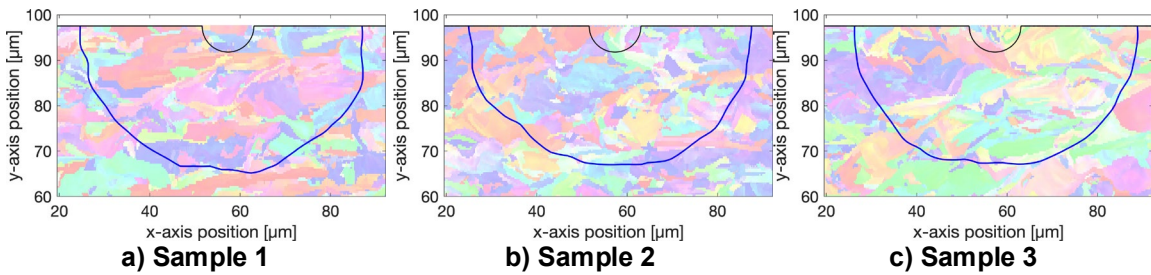 100
90
80
70
60
20 40 60 80
y-axis position [µm]
x-axis position [µm]
a) Sample 1
100
90
80
70
60
20 40 60 80
y-axis position [µm]
x-axis position [µm]
b) Sample 2
100
90
80
70
60
20 40 60 80
y-axis position [µm]
x-axis position [µm]
c) Sample 3